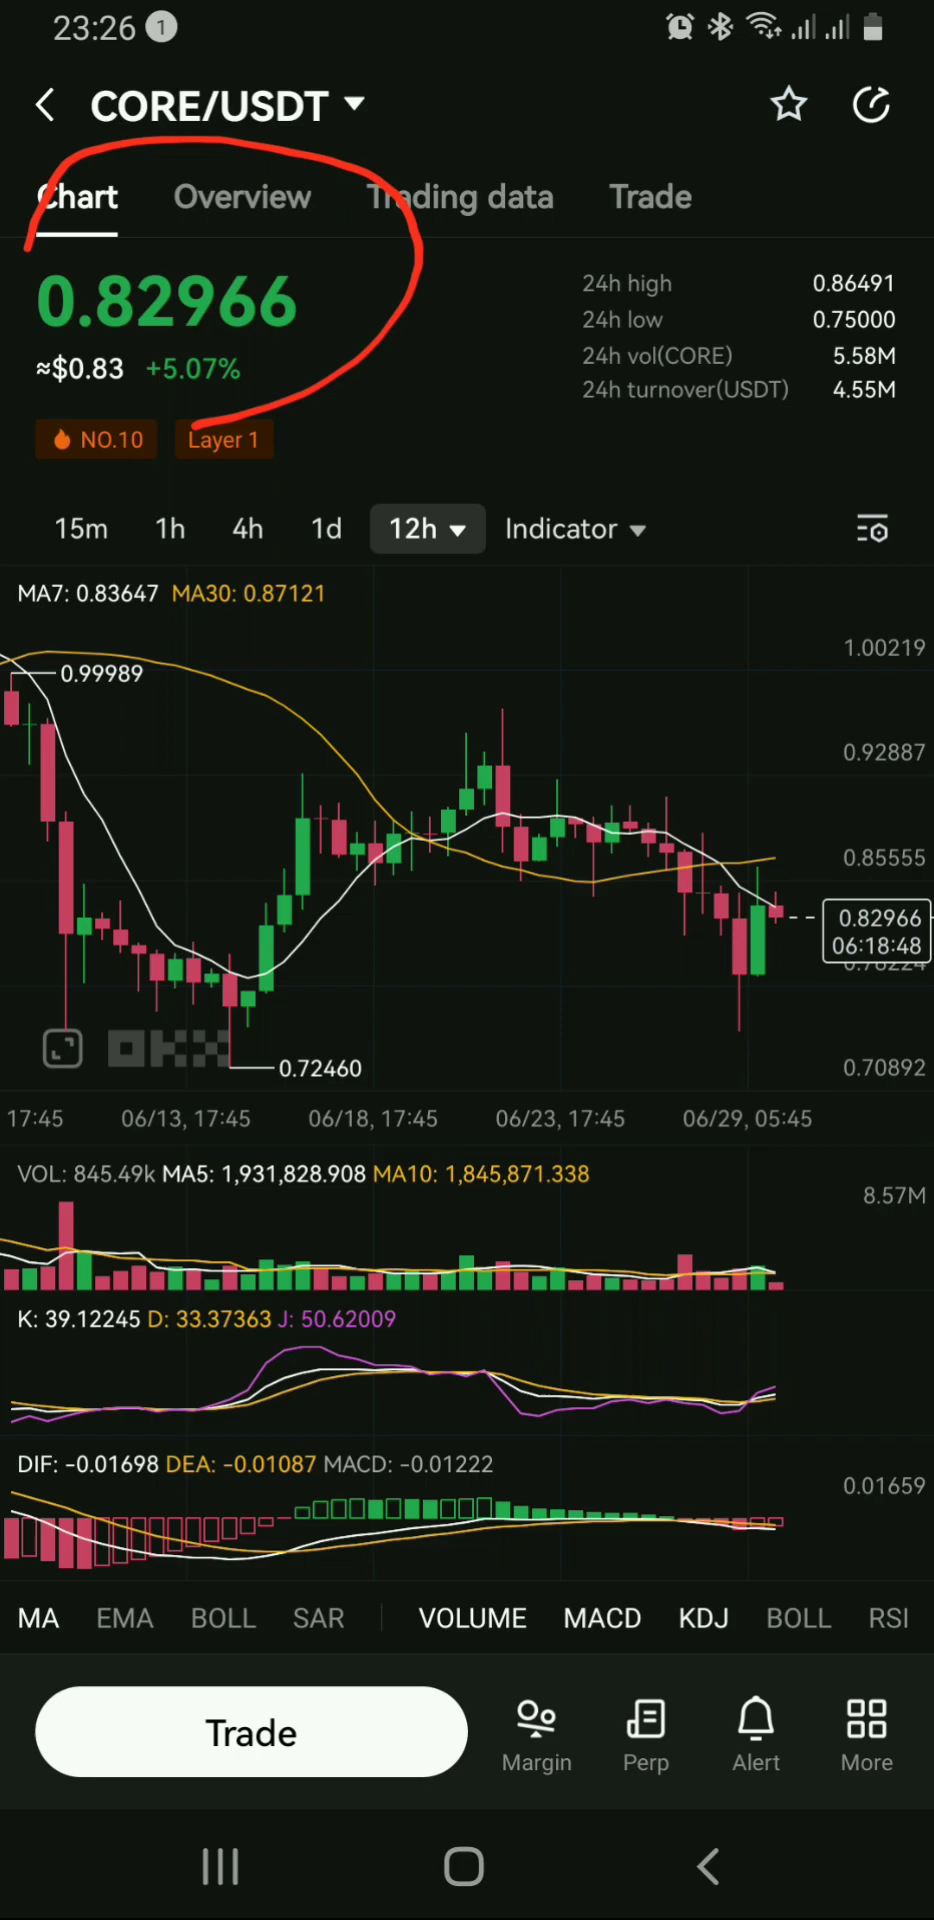 23:26 1
CORE/USDT
Chart Overview Trading data Trade
0.82966
≈$0.83 +5.07%
24h high 0.86491
24h low 0.75000
24h vol(CORE) 5.58M
24h turnover(USDT) 4.55M
NO.10 Layer 1
15m 1h 4h 1d 12h Indicator
MA7: 0.83647 MA30: 0.87121
1.00219
0.99989
0.92887
0.85555
0.82966
06:18:48
0.78224
OKX
0.72460
0.70892
17:45 06/13, 17:45 06/18, 17:45 06/23, 17:45 06/29, 05:45
VOL: 845.49k MA5: 1,931,828.908 MA10: 1,845,871.338
8.57M
K: 39.12245 D: 33.37363 J: 50.62009
DIF: -0.01698 DEA: -0.01087 MACD: -0.01222
0.01659
MA EMA BOLL SAR VOLUME MACD KDJ BOLL RSI
Trade
Margin Perp Alert More